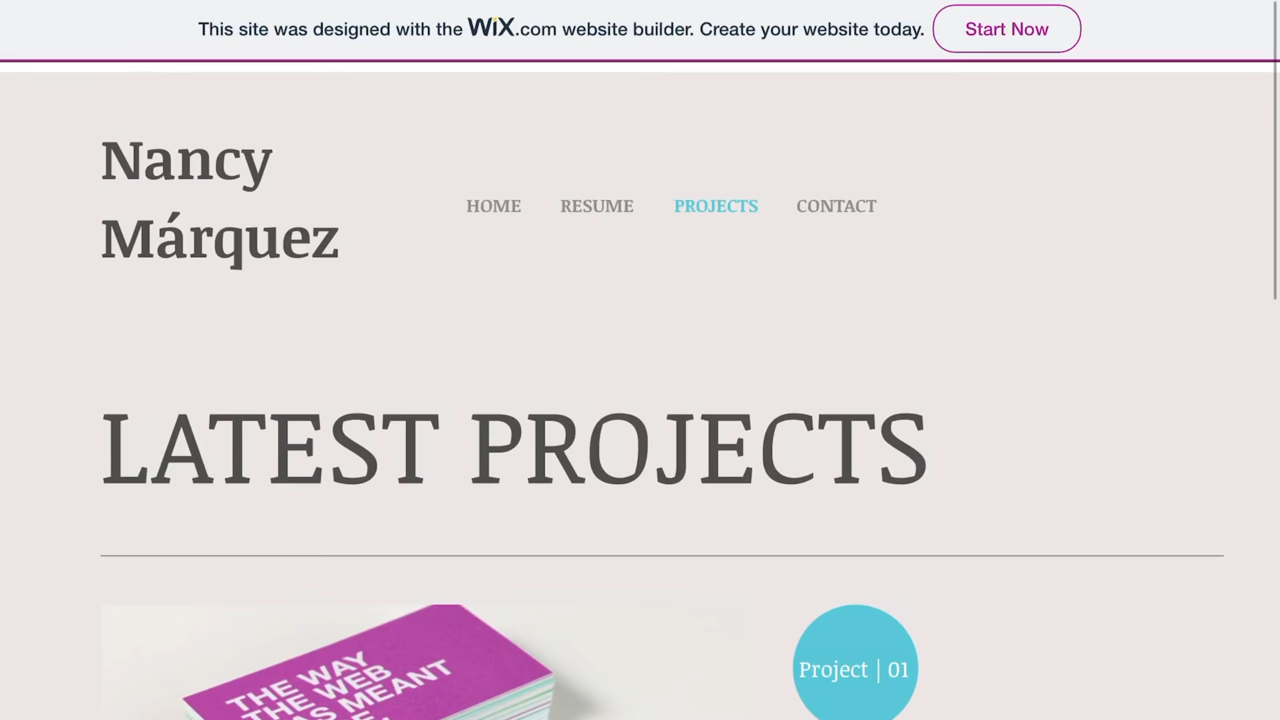 This site was designed with the WiX.com website builder. Create your website today. Start Now
Nancy
Márquez
HOME RESUME PROJECTS CONTACT
LATEST PROJECTS
THE WAY
THE WEB
AS MEANT
Project | 01